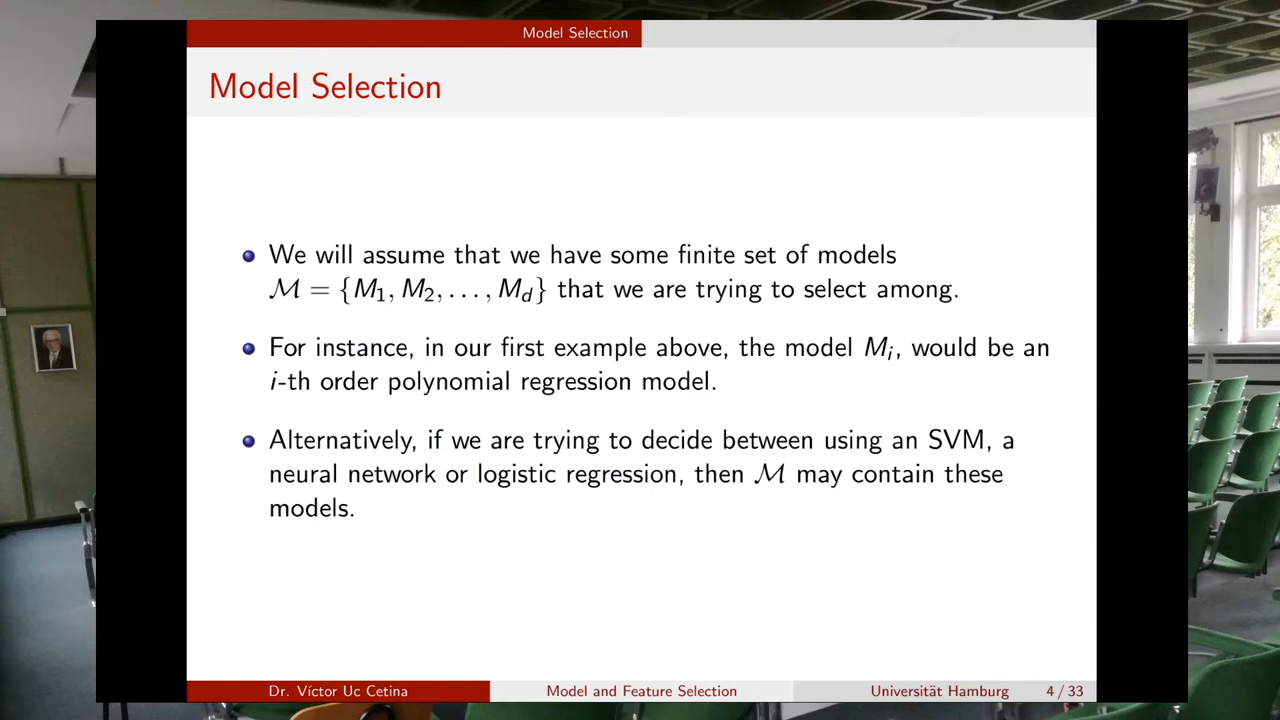 Model Selection
Model Selection
We will assume that we have some finite set of models
ℳ = {M₁, M₂, . . . , M_d} that we are trying to select among.
For instance, in our first example above, the model M_i, would be an
i-th order polynomial regression model.
Alternatively, if we are trying to decide between using an SVM, a
neural network or logistic regression, then ℳ may contain these
models.
Dr. Víctor Uc Cetina Model and Feature Selection Universität Hamburg 4 / 33